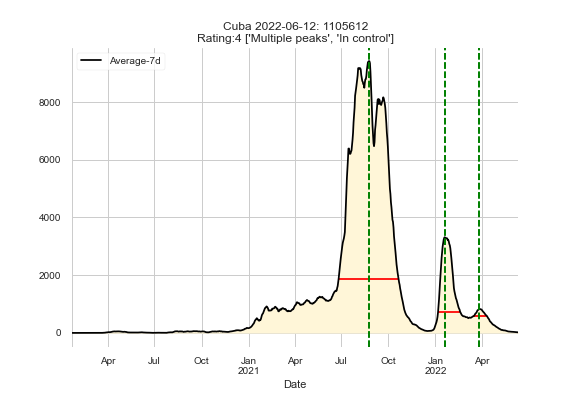 Cuba 2022-06-12: 1105612
Rating:4 ['Multiple peaks', 'In control']
Average-7d
8000
6000
4000
2000
0
Apr Jul Oct Jan Apr Jul Oct Jan Apr
2021 2022
Date